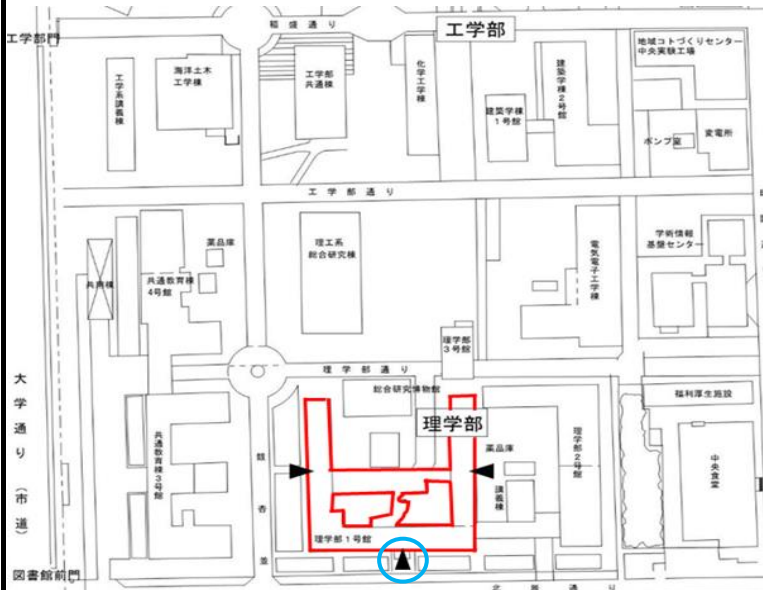 稲盛通り
工学部
工学部門
地域コトづくりセンター
中央実験工場
海洋土木
工学棟
工学系講義棟
工学部
共通棟
化学工学棟
建築学棟2号館
建築学棟
1号館
ポンプ室
変電所
工学部通り
薬品庫
理工系
総合研究棟
電気電子工学棟
学術情報
基盤センター
共用棟
共通教育棟
4号館
理学部
3号館
理学部通り
総合研究博物館
福利厚生施設
大学通り(市道)
理学部
共通教育棟3号館
銀杏並
薬品庫
講義棟
理学部2号館
中央食堂
理学部1号館
図書館前門